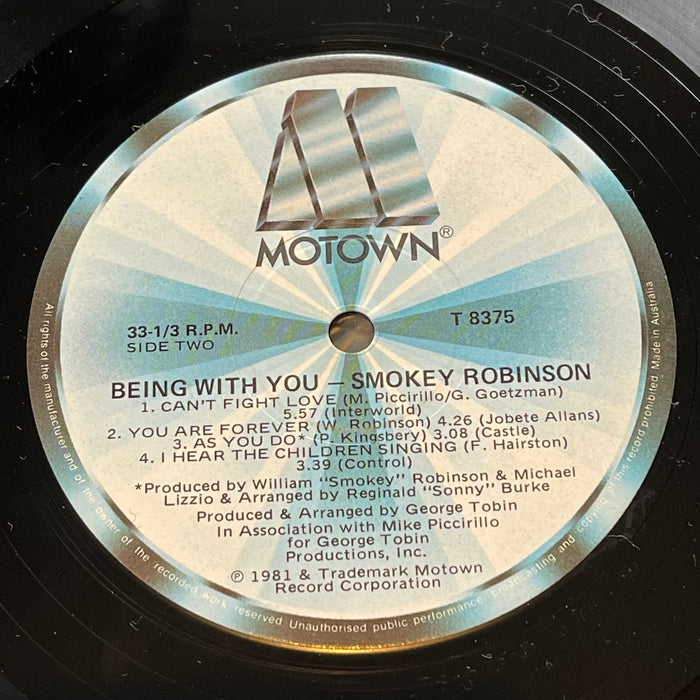 MOTOWN®
33-1/3 R.P.M.
SIDE TWO
T 8375
BEING WITH YOU – SMOKEY ROBINSON
1. CAN'T FIGHT LOVE (M. Piccirillo/G. Goetzman)
5.57 (Interworld)
2. YOU ARE FOREVER (W. Robinson) 4.26 (Jobete Allans)
3. AS YOU DO* (P. Kingsbery) 3.08 (Castle)
4. I HEAR THE CHILDREN SINGING (F. Hairston)
3.39 (Control)
*Produced by William "Smokey" Robinson & Michael
Lizzio & Arranged by Reginald "Sonny" Burke
Produced & Arranged by George Tobin
In Association with Mike Piccirillo
for George Tobin
Productions, Inc.
℗ 1981 & Trademark Motown
Record Corporation
All rights of the manufacturer and of the owner of the recorded work reserved Unauthorised public performance, broadcasting and copying of this record prohibited. Made in Australia